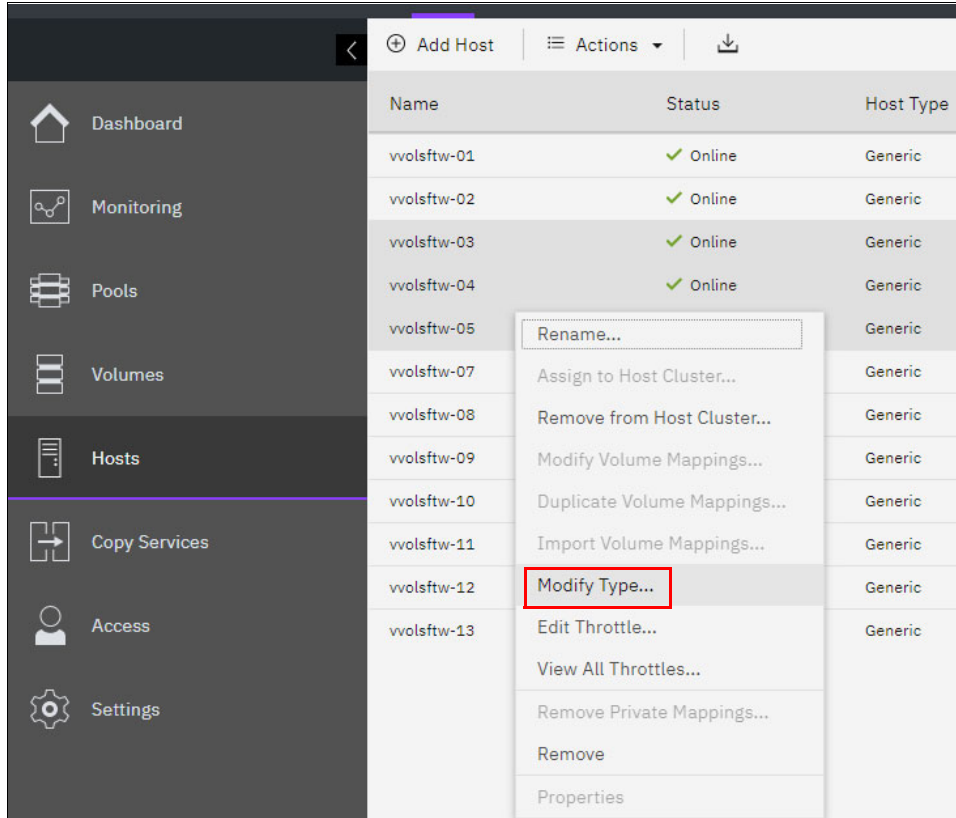 Add Host
Actions
Name Status Host Type
Dashboard
Monitoring
Pools
Volumes
Hosts
Copy Services
Access
Settings
vvolsftw-01 Online Generic
vvolsftw-02 Online Generic
vvolsftw-03 Online Generic
vvolsftw-04 Online Generic
vvolsftw-05 Generic
vvolsftw-07 Generic
vvolsftw-08 Generic
vvolsftw-09 Generic
vvolsftw-10 Generic
vvolsftw-11 Generic
vvolsftw-12 Generic
vvolsftw-13 Generic
Rename...
Assign to Host Cluster...
Remove from Host Cluster...
Modify Volume Mappings...
Duplicate Volume Mappings...
Import Volume Mappings...
Modify Type...
Edit Throttle...
View All Throttles...
Remove Private Mappings...
Remove
Properties